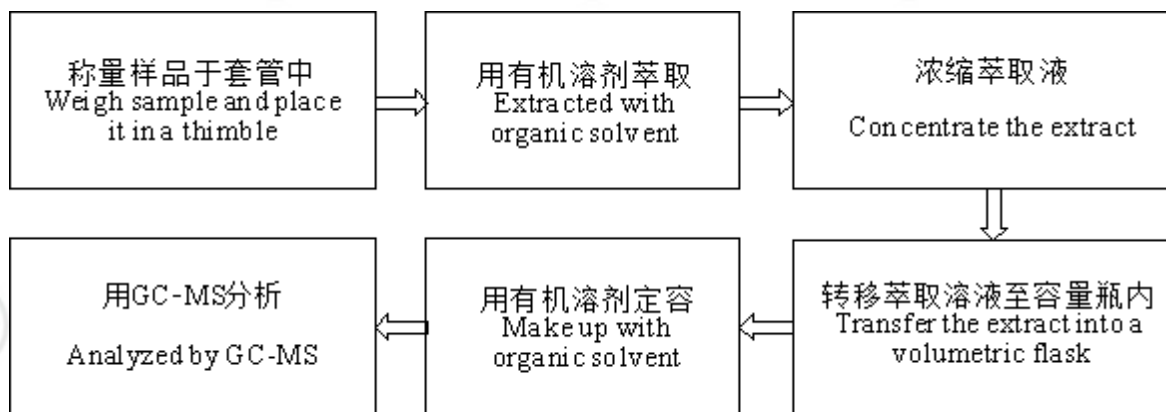 称量样品于套管中
Weigh sample and place
it in a thimble
用有机溶剂萃取
Extracted with
organic solvent
浓缩萃取液
Concentrate the extract
转移萃取溶液至容量瓶内
Transfer the extract into a
volumetric flask
用有机溶剂定容
Make up with
organic solvent
用GC-MS分析
Analyzed by GC-MS